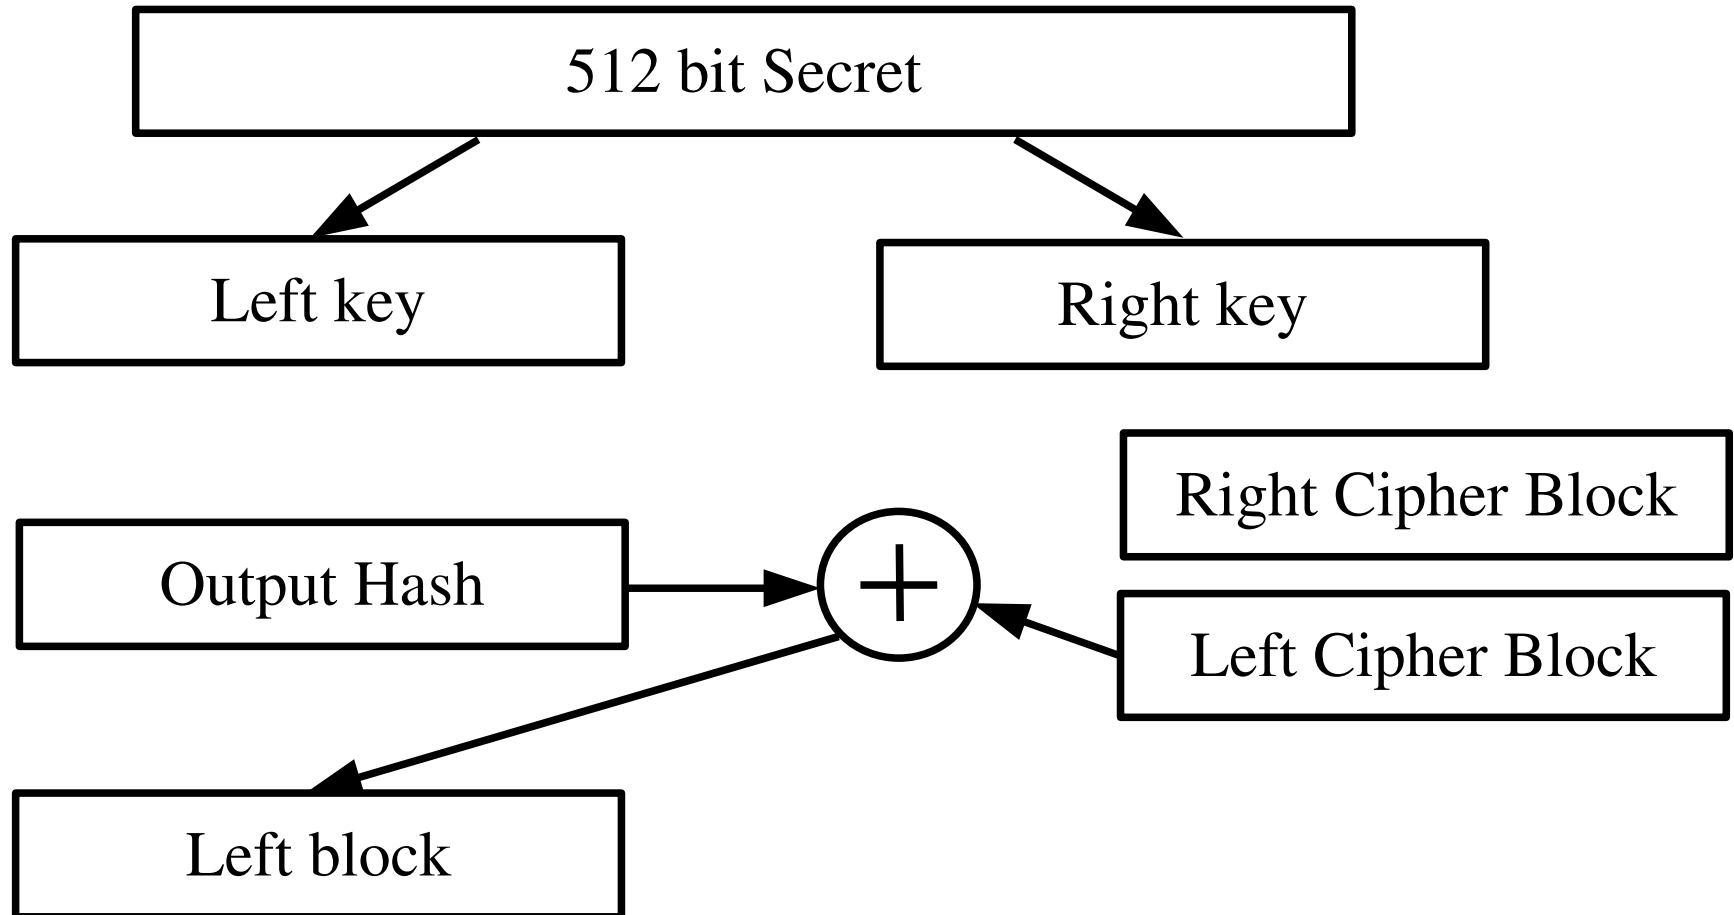 512 bit Secret
Left key
Right key
Right Cipher Block
Output Hash
Left Cipher Block
Left block